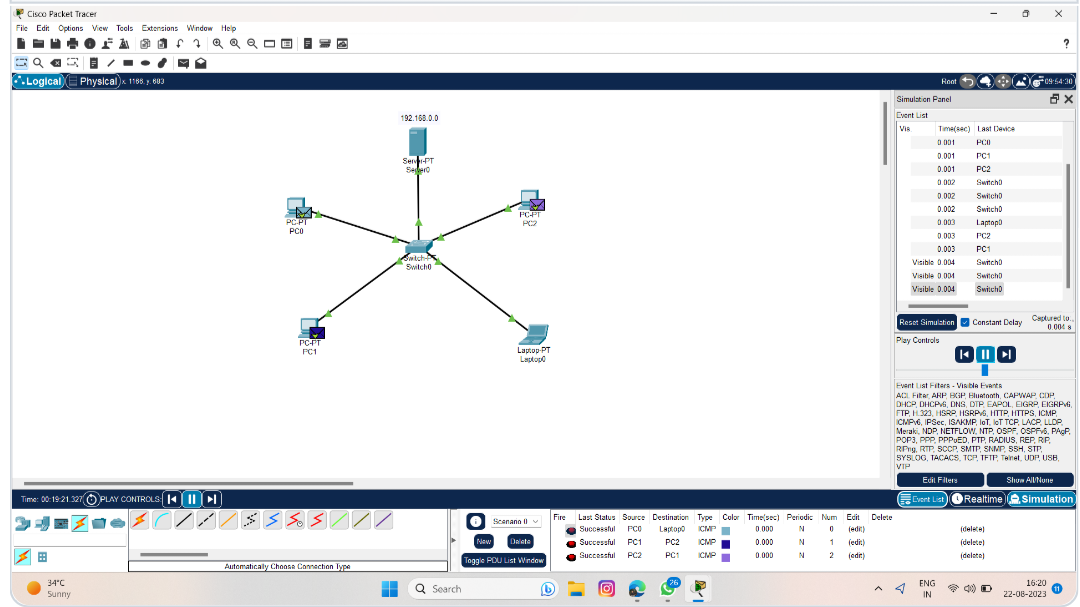 Cisco Packet Tracer
File Edit Options View Tools Extensions Window Help
Logical Physical x: 1166, y: 683 Root 09:54:30
Simulation Panel
Event List
Vis. Time(sec) Last Device
0.001 PC0
0.001 PC1
0.001 PC2
0.002 Switch0
0.002 Switch0
0.002 Switch0
0.003 Laptop0
0.003 PC2
0.003 PC1
Visible 0.004 Switch0
Visible 0.004 Switch0
Visible 0.004 Switch0
Reset Simulation Constant Delay Captured to:
0.004 s
Play Controls
Event List Filters - Visible Events
ACL Filter, ARP, BGP, Bluetooth, CAPWAP, CDP,
DHCP, DHCPv6, DNS, DTP, EAPOL, EIGRP, EIGRPv6,
FTP, H.323, HSRP, HSRPv6, HTTP, HTTPS, ICMP,
ICMPv6, IPSec, ISAKMP, IoT, IoT TCP, LACP, LLDP,
Meraki, NDP, NETFLOW, NTP, OSPF, OSPFv6, PAgP,
POP3, PPP, PPPoED, PTP, RADIUS, REP, RIP,
RIPng, RTP, SCCP, SMTP, SNMP, SSH, STP,
SYSLOG, TACACS, TCP, TFTP, Telnet, UDP, USB,
VTP
Edit Filters Show All/None
Event List Realtime Simulation
192.168.0.0
Server-PT
Server0
PC-PT
PC0
PC-PT
PC2
Switch-PT
Switch0
PC-PT
PC1
Laptop-PT
Laptop0
Time: 00:19:21.327 PLAY CONTROLS:
Automatically Choose Connection Type
Scenario 0
New Delete
Toggle PDU List Window
Fire Last Status Source Destination Type Color Time(sec) Periodic Num Edit Delete
Successful PC0 Laptop0 ICMP 0.000 N 0 (edit) (delete)
Successful PC1 PC2 ICMP 0.000 N 1 (edit) (delete)
Successful PC2 PC1 ICMP 0.000 N 2 (edit) (delete)
34°C
Sunny
Search
26
ENG
IN
16:20
22-08-2023
11